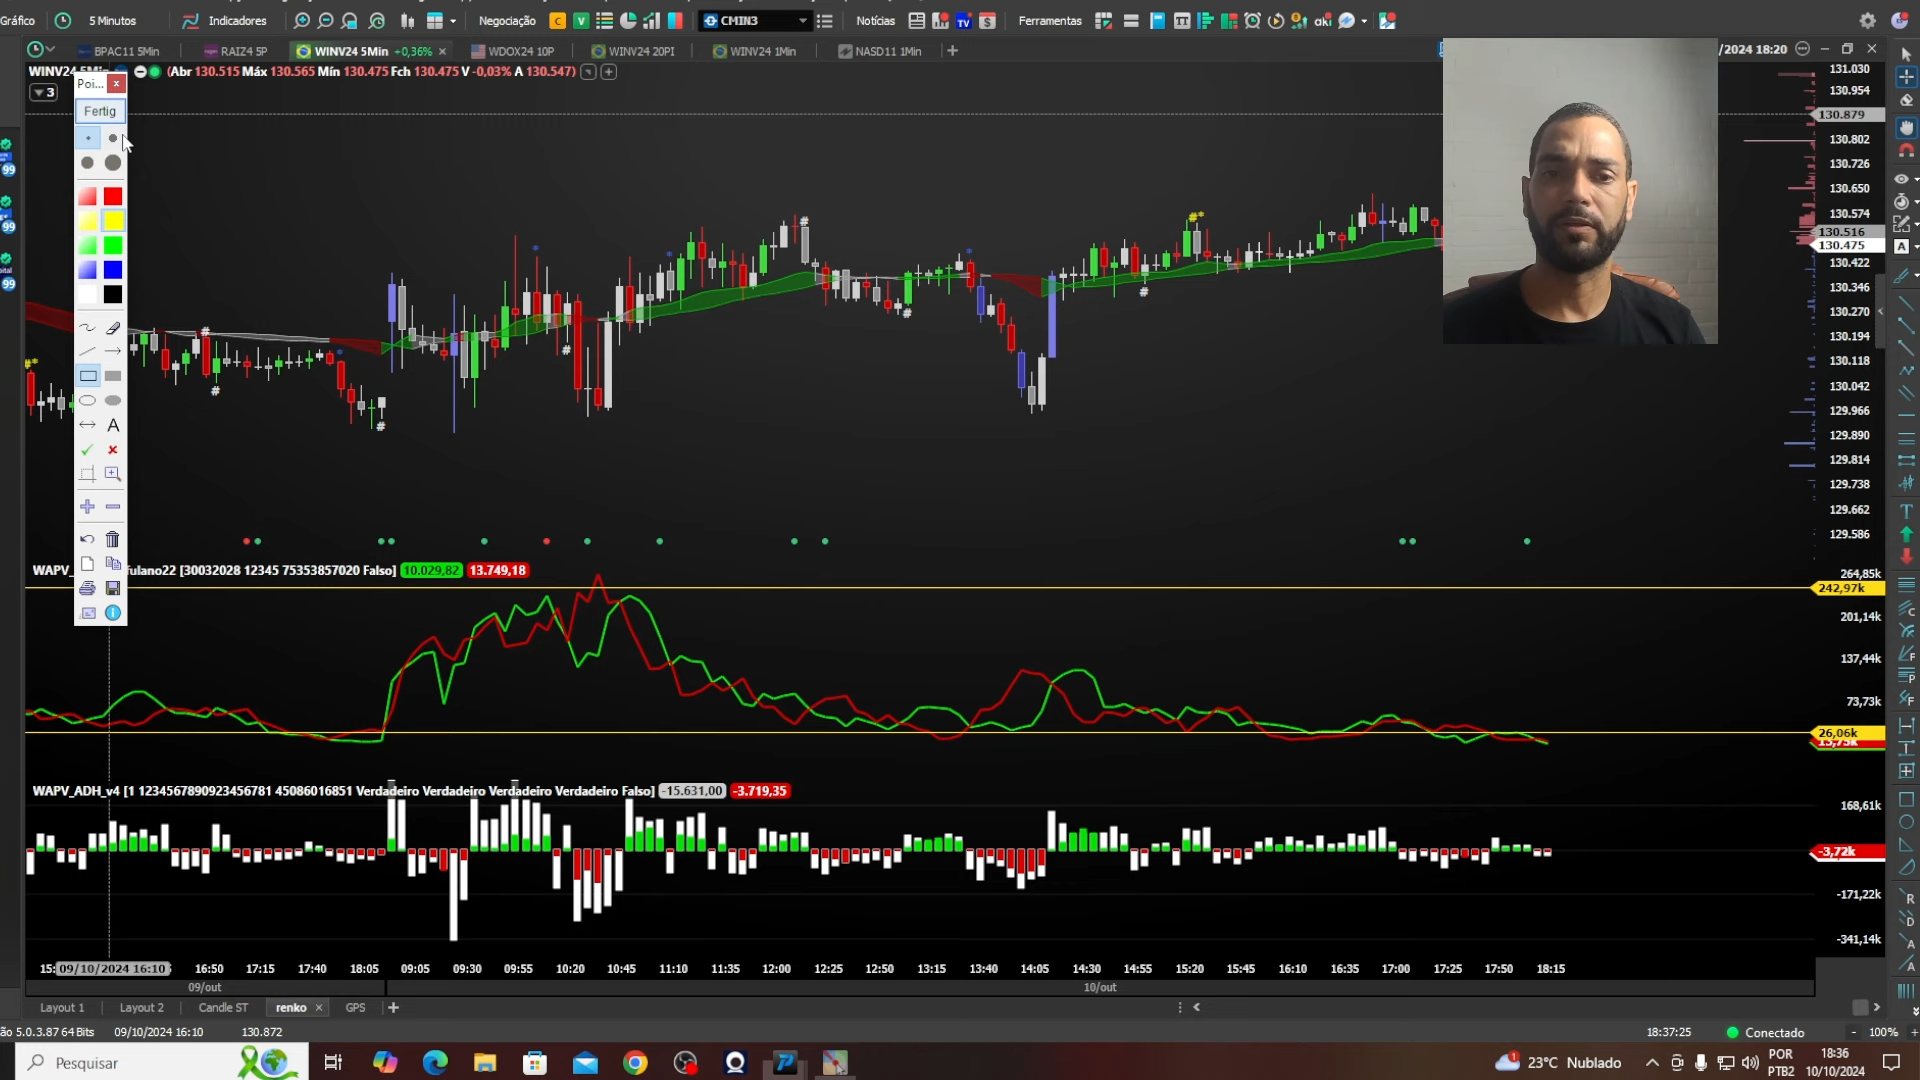 Gráfico 5 Minutos Indicadores Negociação C V CMIN3 Notícias TV $ Ferramentas aki
BPAC11 5Min RAIZ4 5P WINV24 5Min +0,36% × WDOX24 10P WINV24 20PI WINV24 1Min NASD11 1Min + /2024 18:20
WINV24 5Min (Abr 130.515 Máx 130.565 Mín 130.475 Fch 130.475 V -0,03% A 130.547)
3
Poi...
Fertig
A
131.030
130.954
130.879
130.802
130.726
130.650
130.574
130.516
130.475
130.422
130.346
130.270
130.194
130.118
130.042
129.966
129.890
129.814
129.738
129.662
129.586
99
99
99
WAPV_ fulano22 [30032028 12345 75353857020 Falso] 10.029,82 13.749,18
264,85k
242,97k
201,14k
137,44k
73,73k
26,06k
WAPV_ADH_v4 [1 1234567890923456781 45086016851 Verdadeiro Verdadeiro Verdadeiro Verdadeiro Falso] -15.631,00 -3.719,35
168,61k
-3,72k
-171,22k
-341,14k
15: 09/10/2024 16:10 16:50 17:15 17:40 18:05 09:05 09:30 09:55 10:20 10:45 11:10 11:35 12:00 12:25 12:50 13:15 13:40 14:05 14:30 14:55 15:20 15:45 16:10 16:35 17:00 17:25 17:50 18:15
09/out 10/out
Layout 1 Layout 2 Candle ST renko × GPS +
ão 5.0.3.87 64 Bits 09/10/2024 16:10 130.872 18:37:25 Conectado - 100% +
Pesquisar 1 23°C Nublado POR 18:36
PTB2 10/10/2024